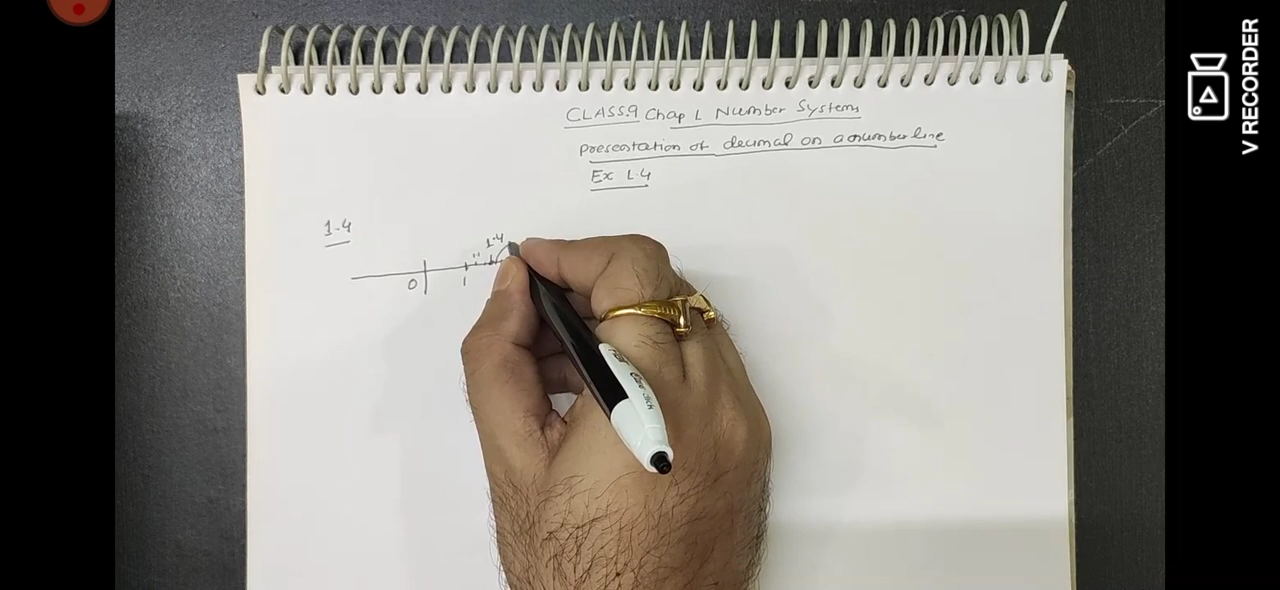 CLASS.9 Chap 1 Number Systems
presentation of decimal on a number line
Ex 1.4
1.4
1.4
0 1
V RECORDER